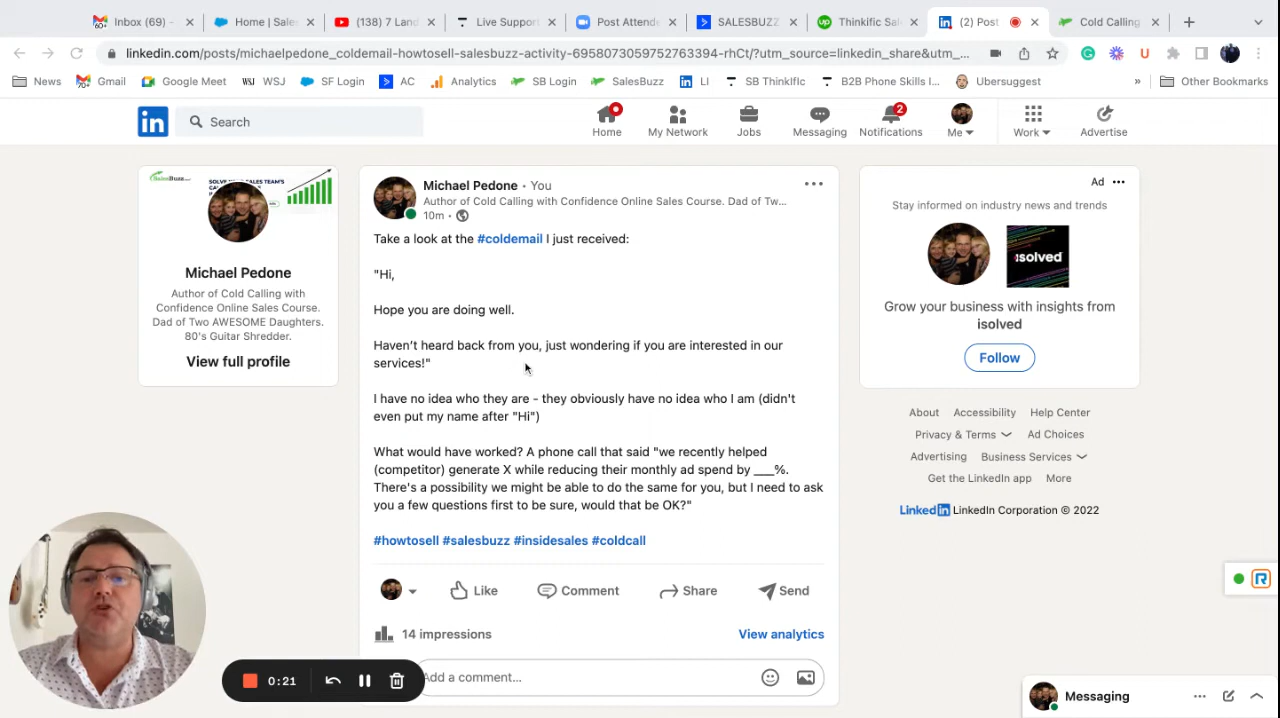 Inbox (69) -
Home | Sales
(138) 7 Land
Live Support
Post Attende
SALESBUZZ
Thinkific Sale
(2) Post
Cold Calling
linkedin.com/posts/michaelpedone_coldemail-howtosell-salesbuzz-activity-6958073059752763394-rhCt/?utm_source=linkedin_share&utm_...
News
Gmail
Google Meet
WSJ WSJ
SF Login
AC
Analytics
SB Login
SalesBuzz
LI
SB ThinkIfic
B2B Phone Skills I...
Ubersuggest
»
Other Bookmarks
Search
Home
My Network
Jobs
Messaging
2
Notifications
Me
Work
Advertise
Michael Pedone
Author of Cold Calling with
Confidence Online Sales Course.
Dad of Two AWESOME Daughters.
80's Guitar Shredder.
View full profile
Michael Pedone • You
Author of Cold Calling with Confidence Online Sales Course. Dad of Tw...
10m •
Take a look at the #coldemail I just received:
"Hi,
Hope you are doing well.
Haven't heard back from you, just wondering if you are interested in our
services!"
I have no idea who they are - they obviously have no idea who I am (didn't
even put my name after "Hi")
What would have worked? A phone call that said "we recently helped
(competitor) generate X while reducing their monthly ad spend by ___%.
There's a possibility we might be able to do the same for you, but I need to ask
you a few questions first to be sure, would that be OK?"
#howtosell #salesbuzz #insidesales #coldcall
Like
Comment
Share
Send
14 impressions
View analytics
Add a comment...
0:21
Ad •••
Stay informed on industry news and trends
isolved
Grow your business with insights from
isolved
Follow
About Accessibility Help Center
Privacy & Terms Ad Choices
Advertising Business Services
Get the LinkedIn app More
LinkedIn LinkedIn Corporation © 2022
Messaging